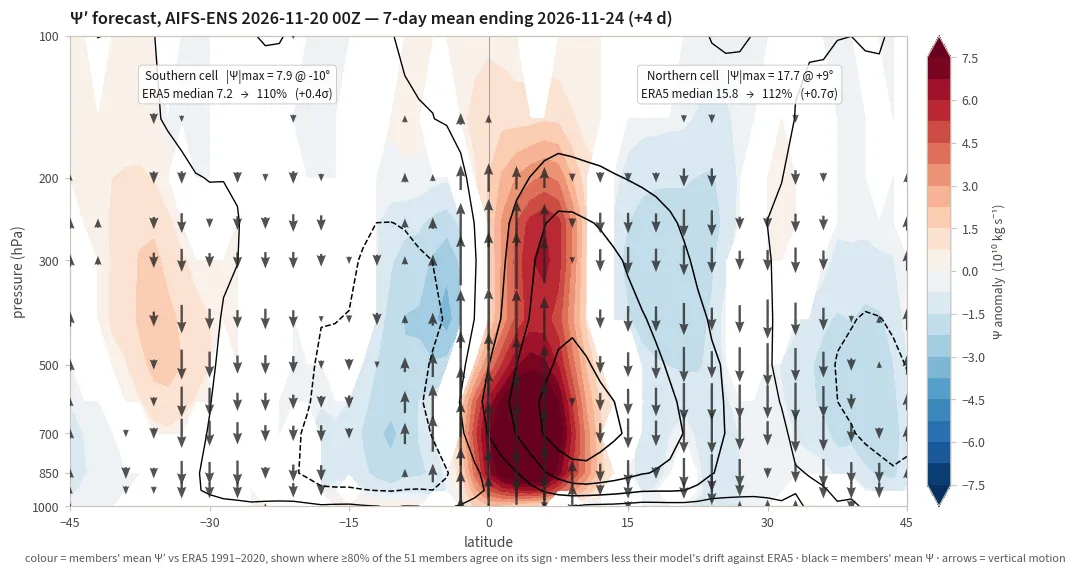 Ψ′ forecast, AIFS-ENS 2026-11-20 00Z — 7-day mean ending 2026-11-24 (+4 d)
Southern cell |Ψ|max = 7.9 @ -10°
ERA5 median 7.2 → 110% (+0.4σ)
Northern cell |Ψ|max = 17.7 @ +9°
ERA5 median 15.8 → 112% (+0.7σ)
pressure (hPa)
100
200
300
400
500
700
850
1000
−45
−30
−15
0
15
30
45
latitude
7.5
6.0
4.5
3.0
1.5
0.0
−1.5
−3.0
−4.5
−6.0
−7.5
Ψ anomaly (10¹⁰ kg s⁻¹)
colour = members' mean Ψ′ vs ERA5 1991–2020, shown where ≥80% of the 51 members agree on its sign · members less their model's drift against ERA5 · black = members' mean Ψ · arrows = vertical motion